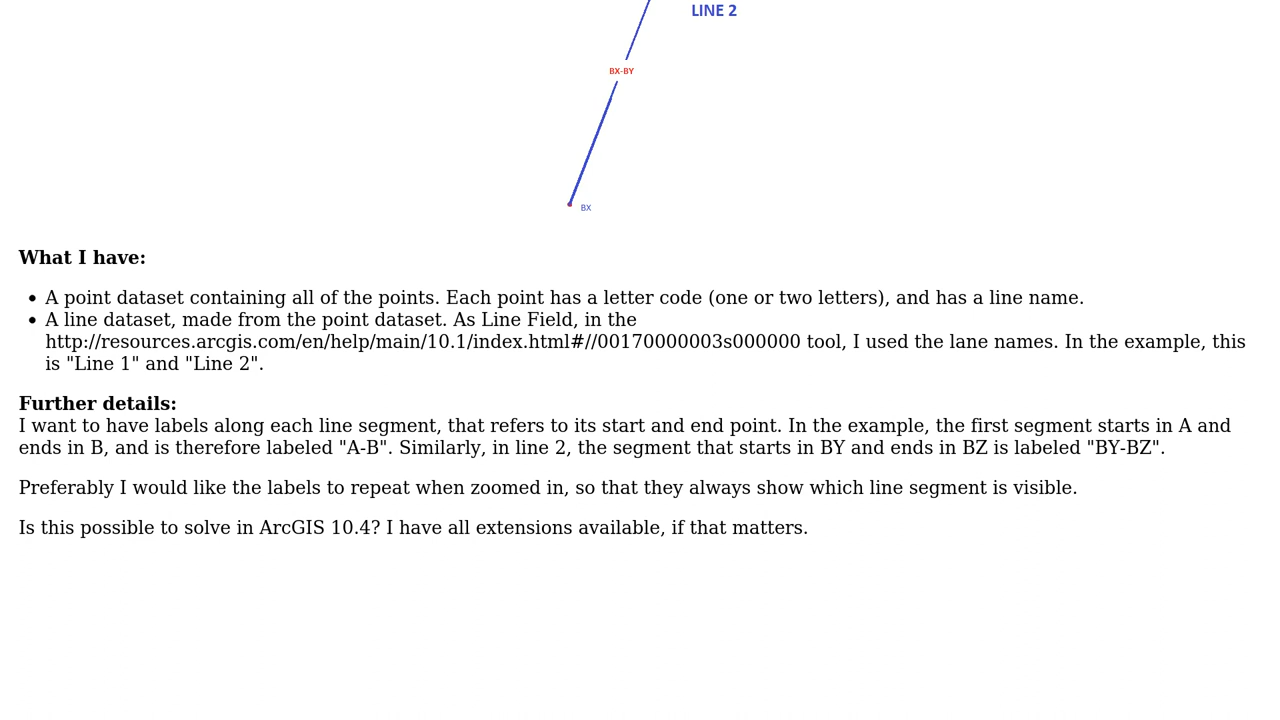 LINE 2
BX-BY
BX
What I have:
• A point dataset containing all of the points. Each point has a letter code (one or two letters), and has a line name.
• A line dataset, made from the point dataset. As Line Field, in the
http://resources.arcgis.com/en/help/main/10.1/index.html#//00170000003s000000 tool, I used the lane names. In the example, this
is "Line 1" and "Line 2".
Further details:
I want to have labels along each line segment, that refers to its start and end point. In the example, the first segment starts in A and
ends in B, and is therefore labeled "A-B". Similarly, in line 2, the segment that starts in BY and ends in BZ is labeled "BY-BZ".
Preferably I would like the labels to repeat when zoomed in, so that they always show which line segment is visible.
Is this possible to solve in ArcGIS 10.4? I have all extensions available, if that matters.